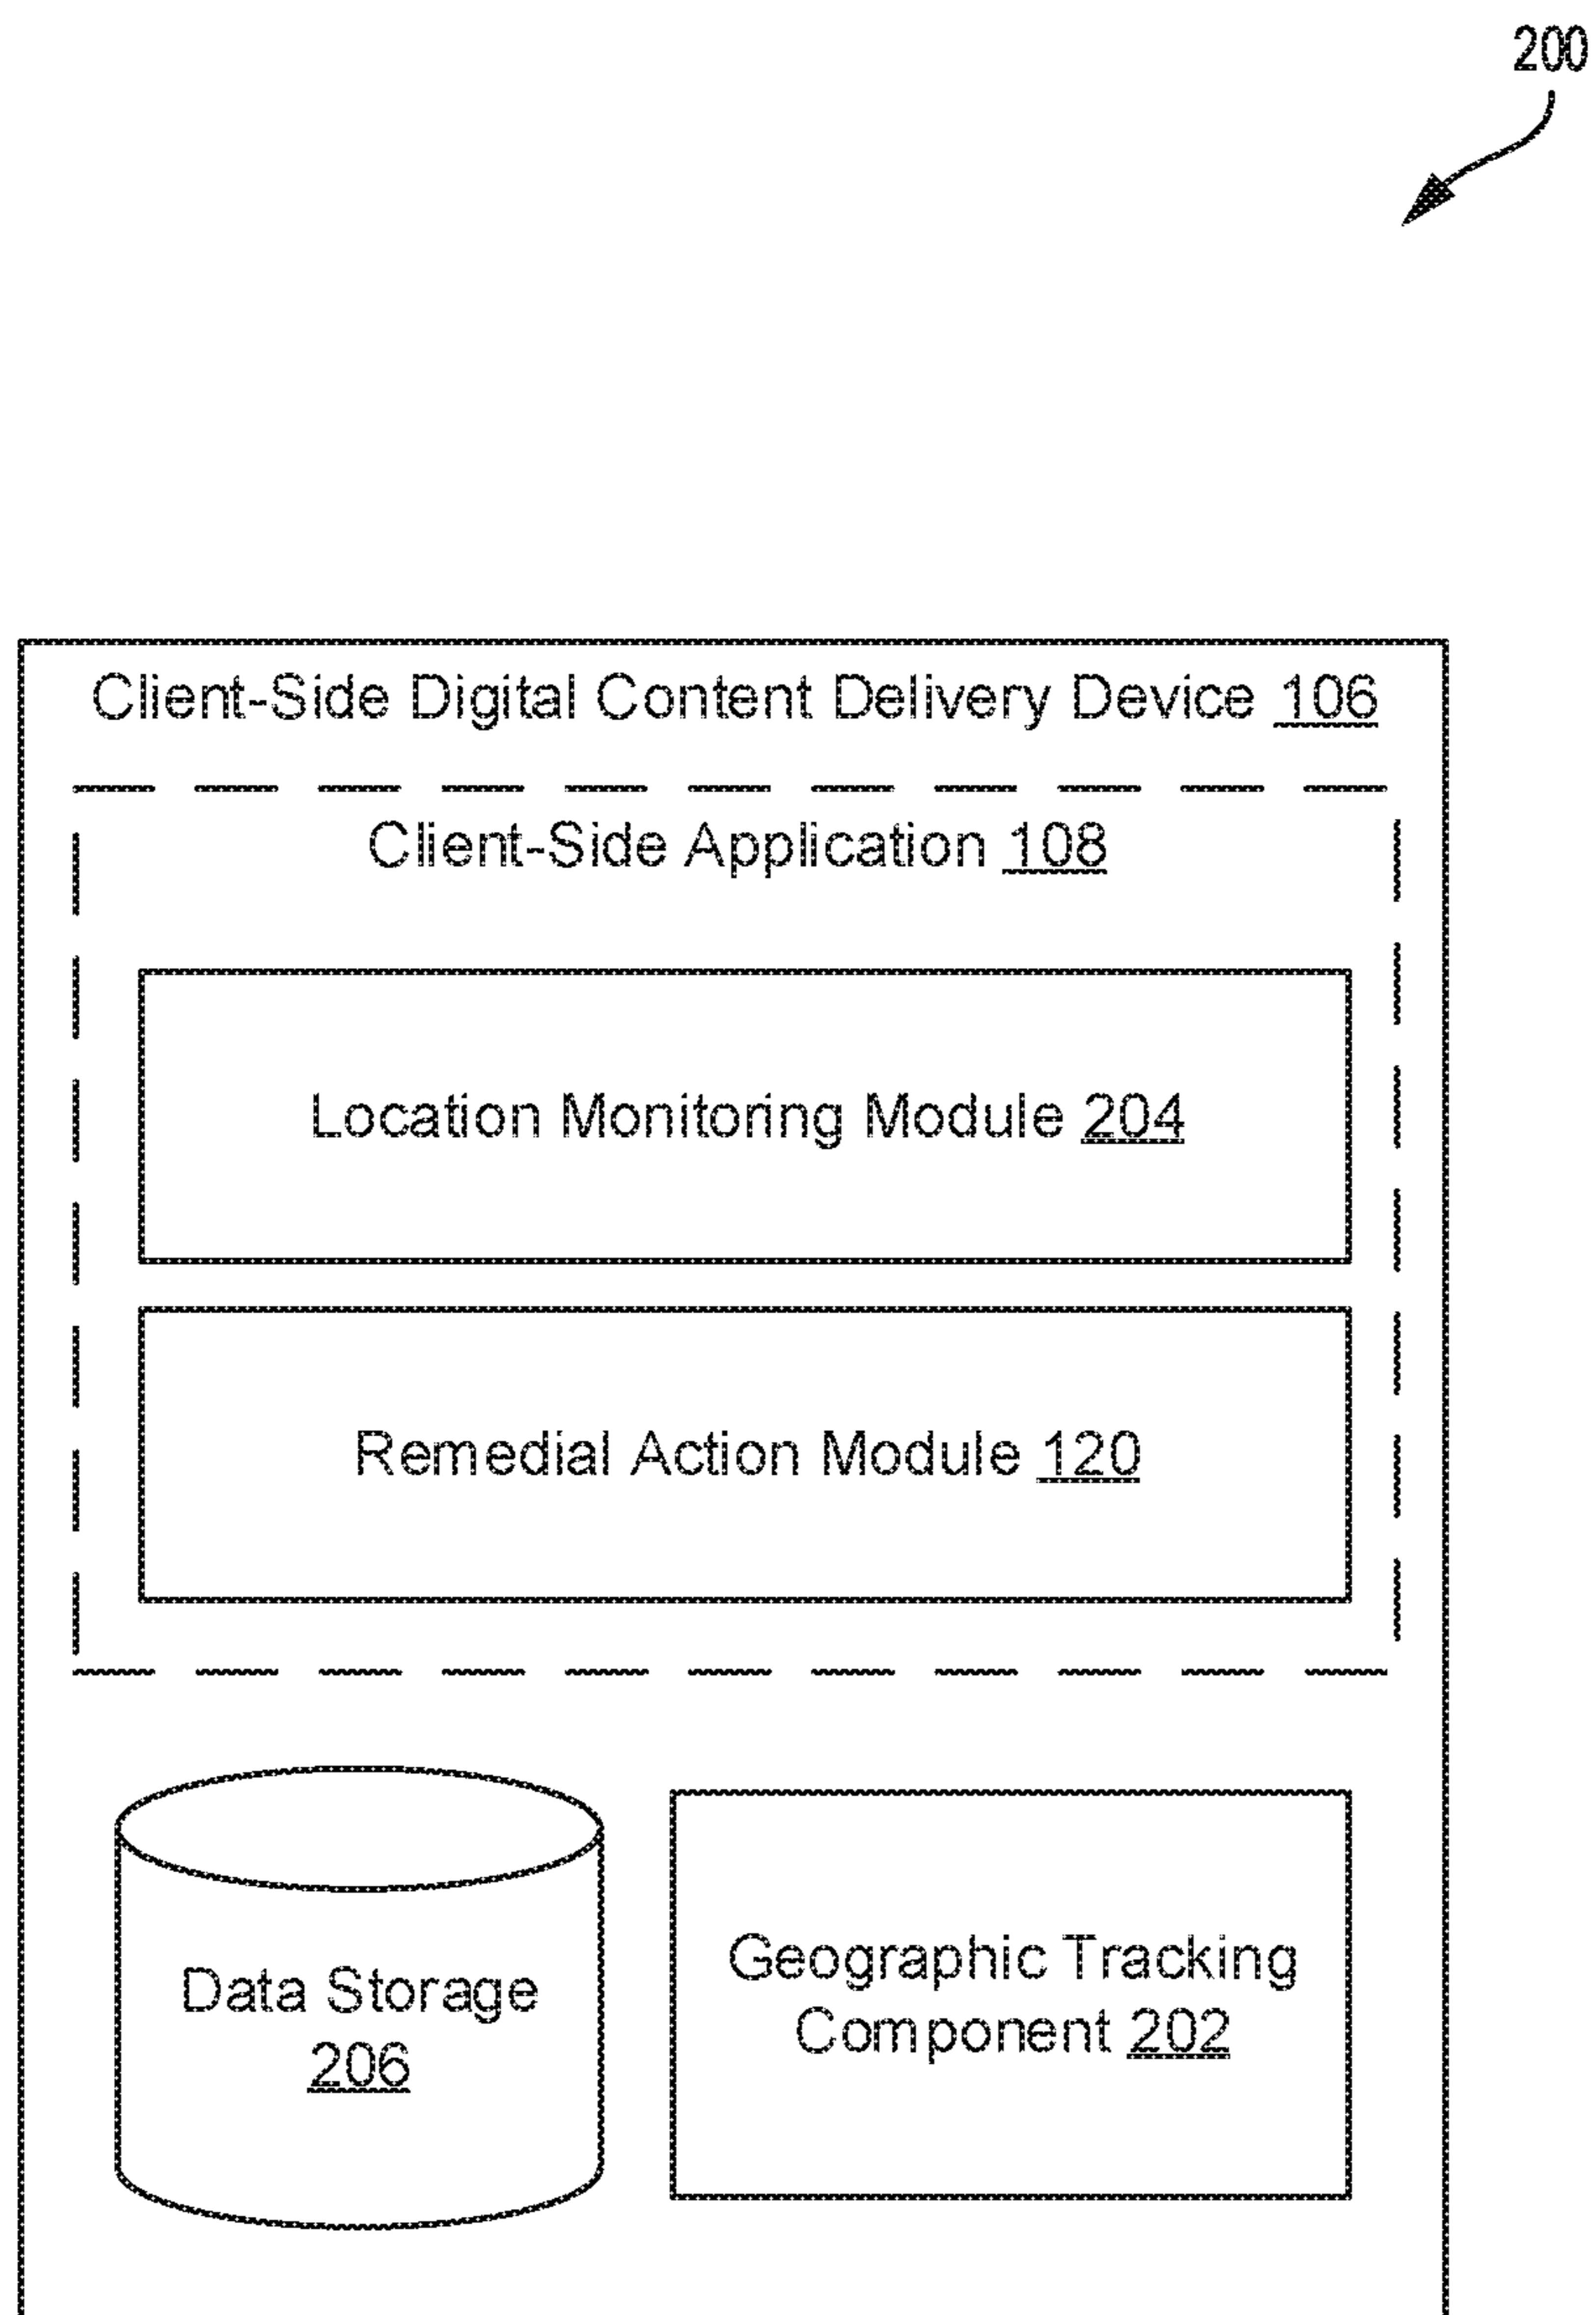 200
Client-Side Digital Content Delivery Device 106
Client-Side Application 108
Location Monitoring Module 204
Remedial Action Module 120
Data Storage
206
Geographic Tracking
Component 202